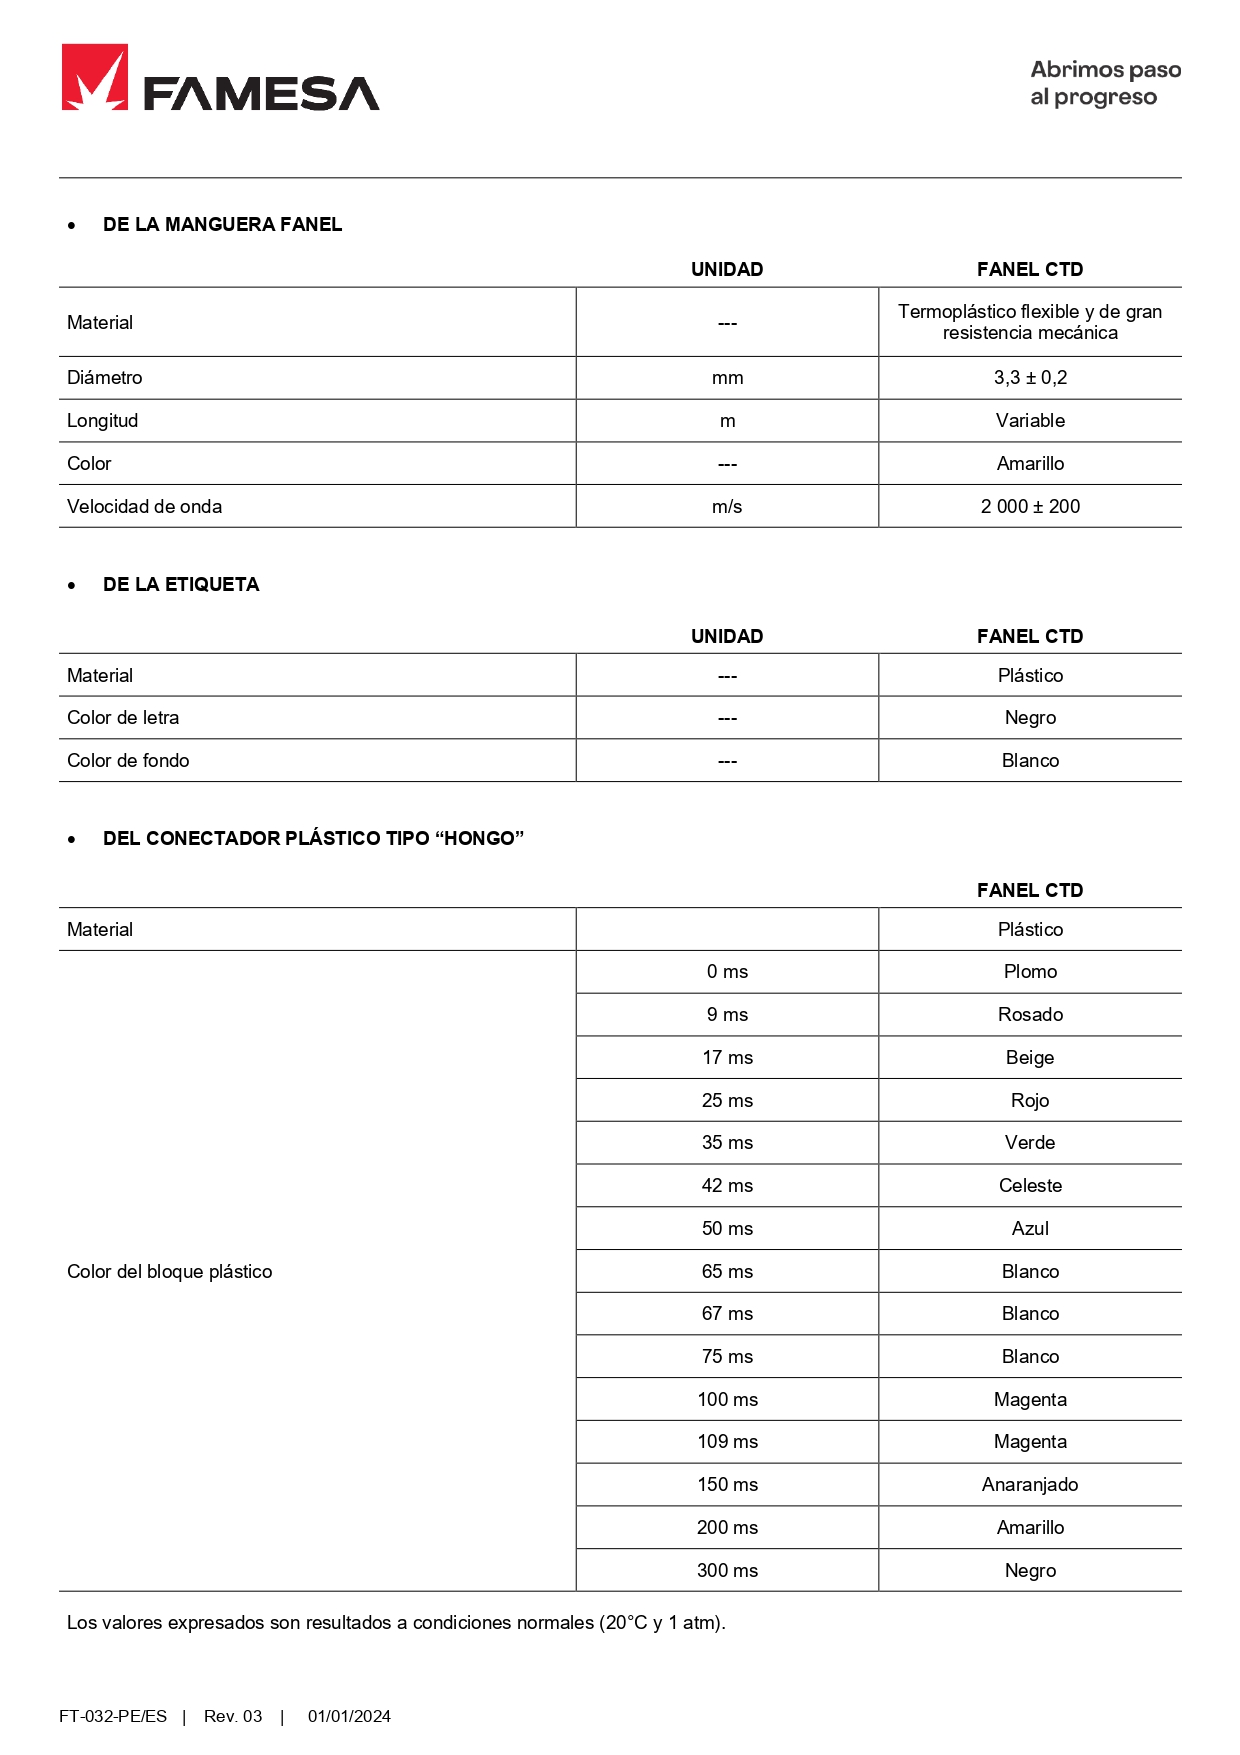 FAMESA
Abrimos paso
al progreso
• DE LA MANGUERA FANEL
UNIDAD FANEL CTD
Material --- Termoplástico flexible y de gran
resistencia mecánica
Diámetro mm 3,3 ± 0,2
Longitud m Variable
Color --- Amarillo
Velocidad de onda m/s 2 000 ± 200
• DE LA ETIQUETA
UNIDAD FANEL CTD
Material --- Plástico
Color de letra --- Negro
Color de fondo --- Blanco
• DEL CONECTADOR PLÁSTICO TIPO “HONGO”
FANEL CTD
Material Plástico
0 ms Plomo
9 ms Rosado
17 ms Beige
25 ms Rojo
35 ms Verde
42 ms Celeste
50 ms Azul
Color del bloque plástico 65 ms Blanco
67 ms Blanco
75 ms Blanco
100 ms Magenta
109 ms Magenta
150 ms Anaranjado
200 ms Amarillo
300 ms Negro
Los valores expresados son resultados a condiciones normales (20°C y 1 atm).
FT-032-PE/ES | Rev. 03 | 01/01/2024